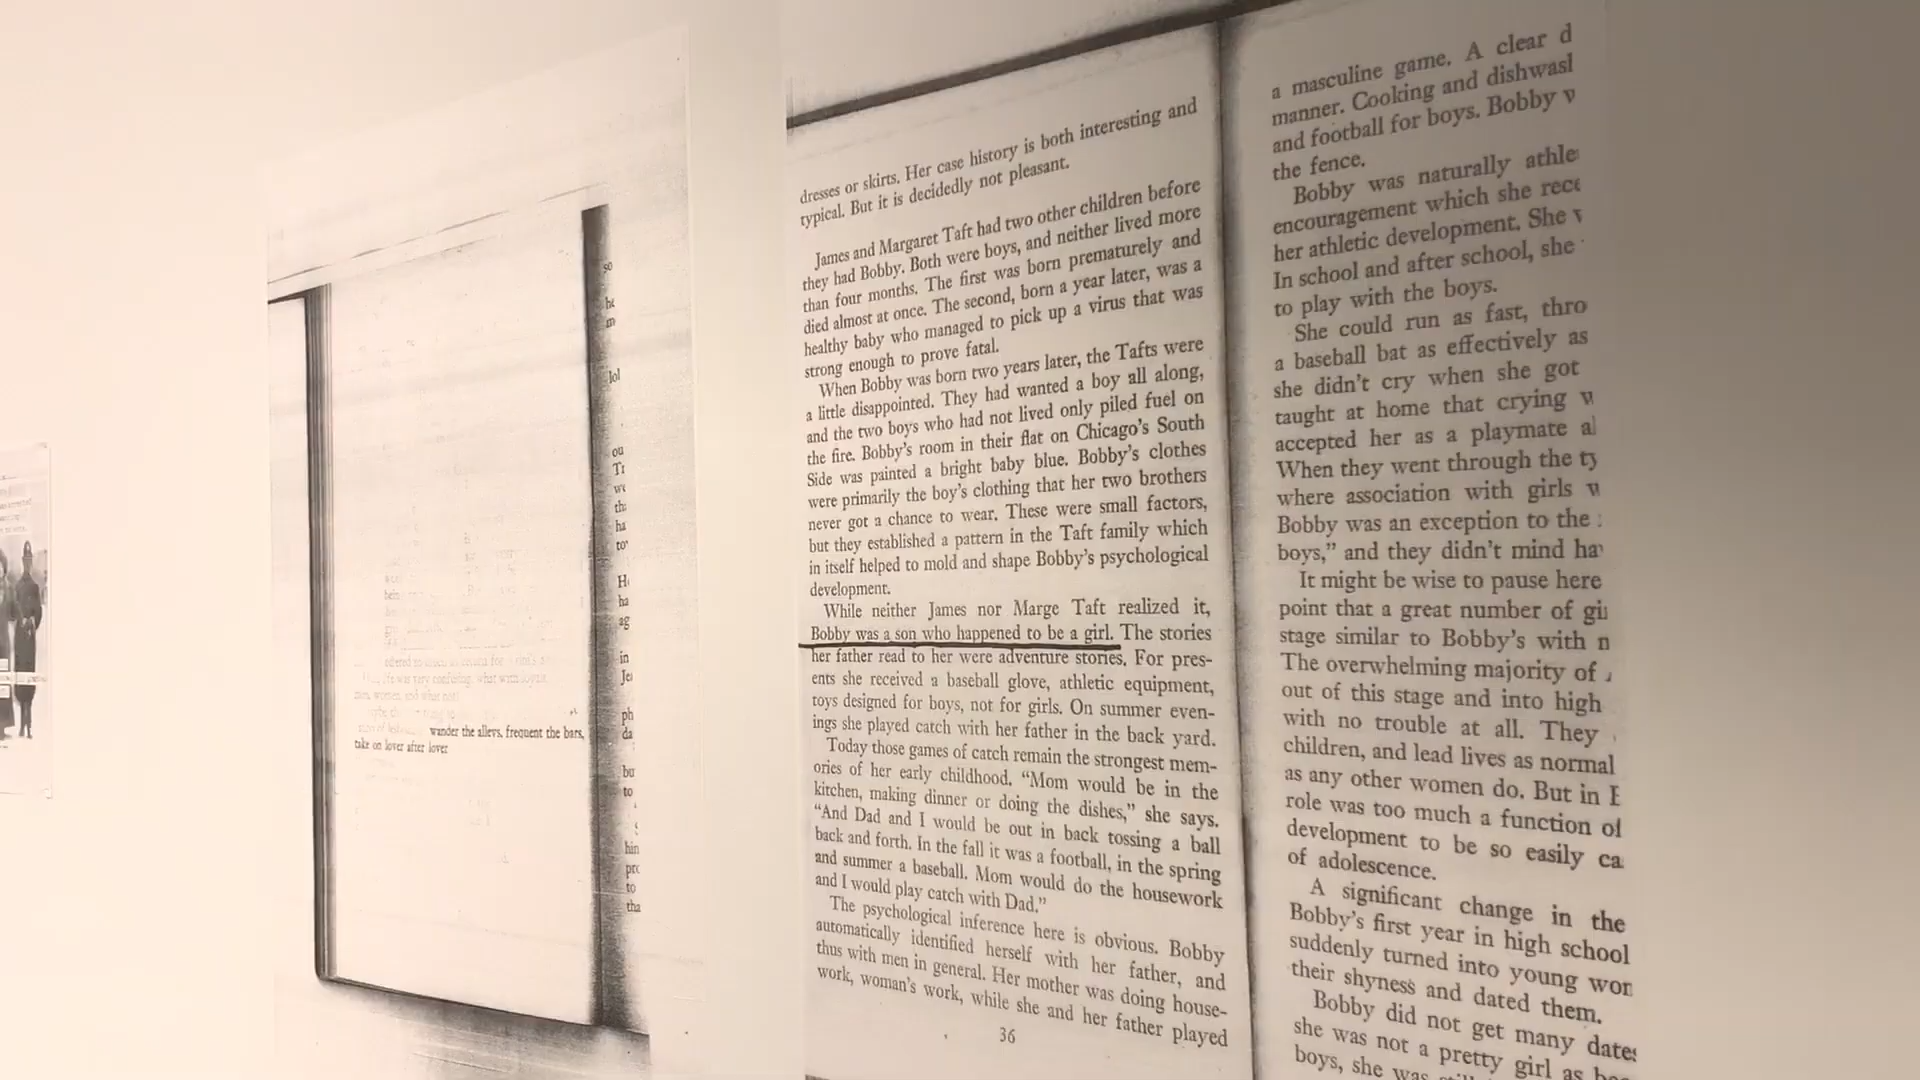 wander the alleys, frequent the bars,
take on lover after lover
dresses or skirts. Her case history is both interesting and
typical. But it is decidedly not pleasant.
James and Margaret Taft had two other children before
they had Bobby. Both were boys, and neither lived more
than four months. The first was born prematurely and
died almost at once. The second, born a year later, was a
healthy baby who managed to pick up a virus that was
strong enough to prove fatal.
When Bobby was born two years later, the Tafts were
a little disappointed. They had wanted a boy all along,
and the two boys who had not lived only piled fuel on
the fire. Bobby's room in their flat on Chicago's South
Side was painted a bright baby blue. Bobby's clothes
were primarily the boy's clothing that her two brothers
never got a chance to wear. These were small factors,
but they established a pattern in the Taft family which
in itself helped to mold and shape Bobby's psychological
development.
While neither James nor Marge Taft realized it,
Bobby was a son who happened to be a girl. The stories
her father read to her were adventure stories. For pres-
ents she received a baseball glove, athletic equipment,
toys designed for boys, not for girls. On summer even-
ings she played catch with her father in the back yard.
Today those games of catch remain the strongest mem-
ories of her early childhood. "Mom would be in the
kitchen, making dinner or doing the dishes," she says.
"And Dad and I would be out in back tossing a ball
back and forth. In the fall it was a football, in the spring
and summer a baseball. Mom would do the housework
and I would play catch with Dad."
The psychological inference here is obvious. Bobby
automatically identified herself with her father, and
thus with men in general. Her mother was doing house-
work, woman's work, while she and her father played
36
a masculine game. A clear d
manner. Cooking and dishwasl
and football for boys. Bobby
the fence.
Bobby was naturally athle
encouragement which she rece
her athletic development. She
In school and after school, she
to play with the boys.
She could run as fast, thro
a baseball bat as effectively as
she didn't cry when she got
taught at home that crying
accepted her as a playmate
When they went through the
where association with girls
Bobby was an exception to the
boys," and they didn't mind
It might be wise to pause here
point that a great number of
stage similar to Bobby's with
The overwhelming majority of
out of this stage and into high
with no trouble at all. They
children, and lead lives as normal
as any other women do. But in
role was too much a function of
development to be so easily ca
of adolescence.
A significant change in the
Bobby's first year in high school
suddenly turned into young
their shyness and dated them.
Bobby did not get many dates
she was not a pretty girl as
boys, she was